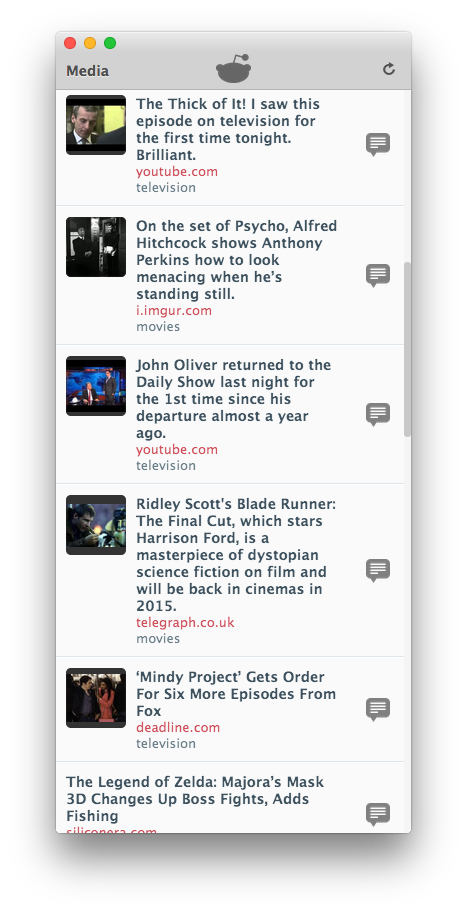 Media
The Thick of It! I saw this
episode on television for
the first time tonight.
Brilliant.
youtube.com
television
On the set of Psycho, Alfred
Hitchcock shows Anthony
Perkins how to look
menacing when he’s
standing still.
i.imgur.com
movies
John Oliver returned to the
Daily Show last night for
the 1st time since his
departure almost a year
ago.
youtube.com
television
Ridley Scott's Blade Runner:
The Final Cut, which stars
Harrison Ford, is a
masterpiece of dystopian
science fiction on film and
will be back in cinemas in
2015.
telegraph.co.uk
movies
‘Mindy Project’ Gets Order
For Six More Episodes From
Fox
deadline.com
television
The Legend of Zelda: Majora’s Mask
3D Changes Up Boss Fights, Adds
Fishing
siliconera.com